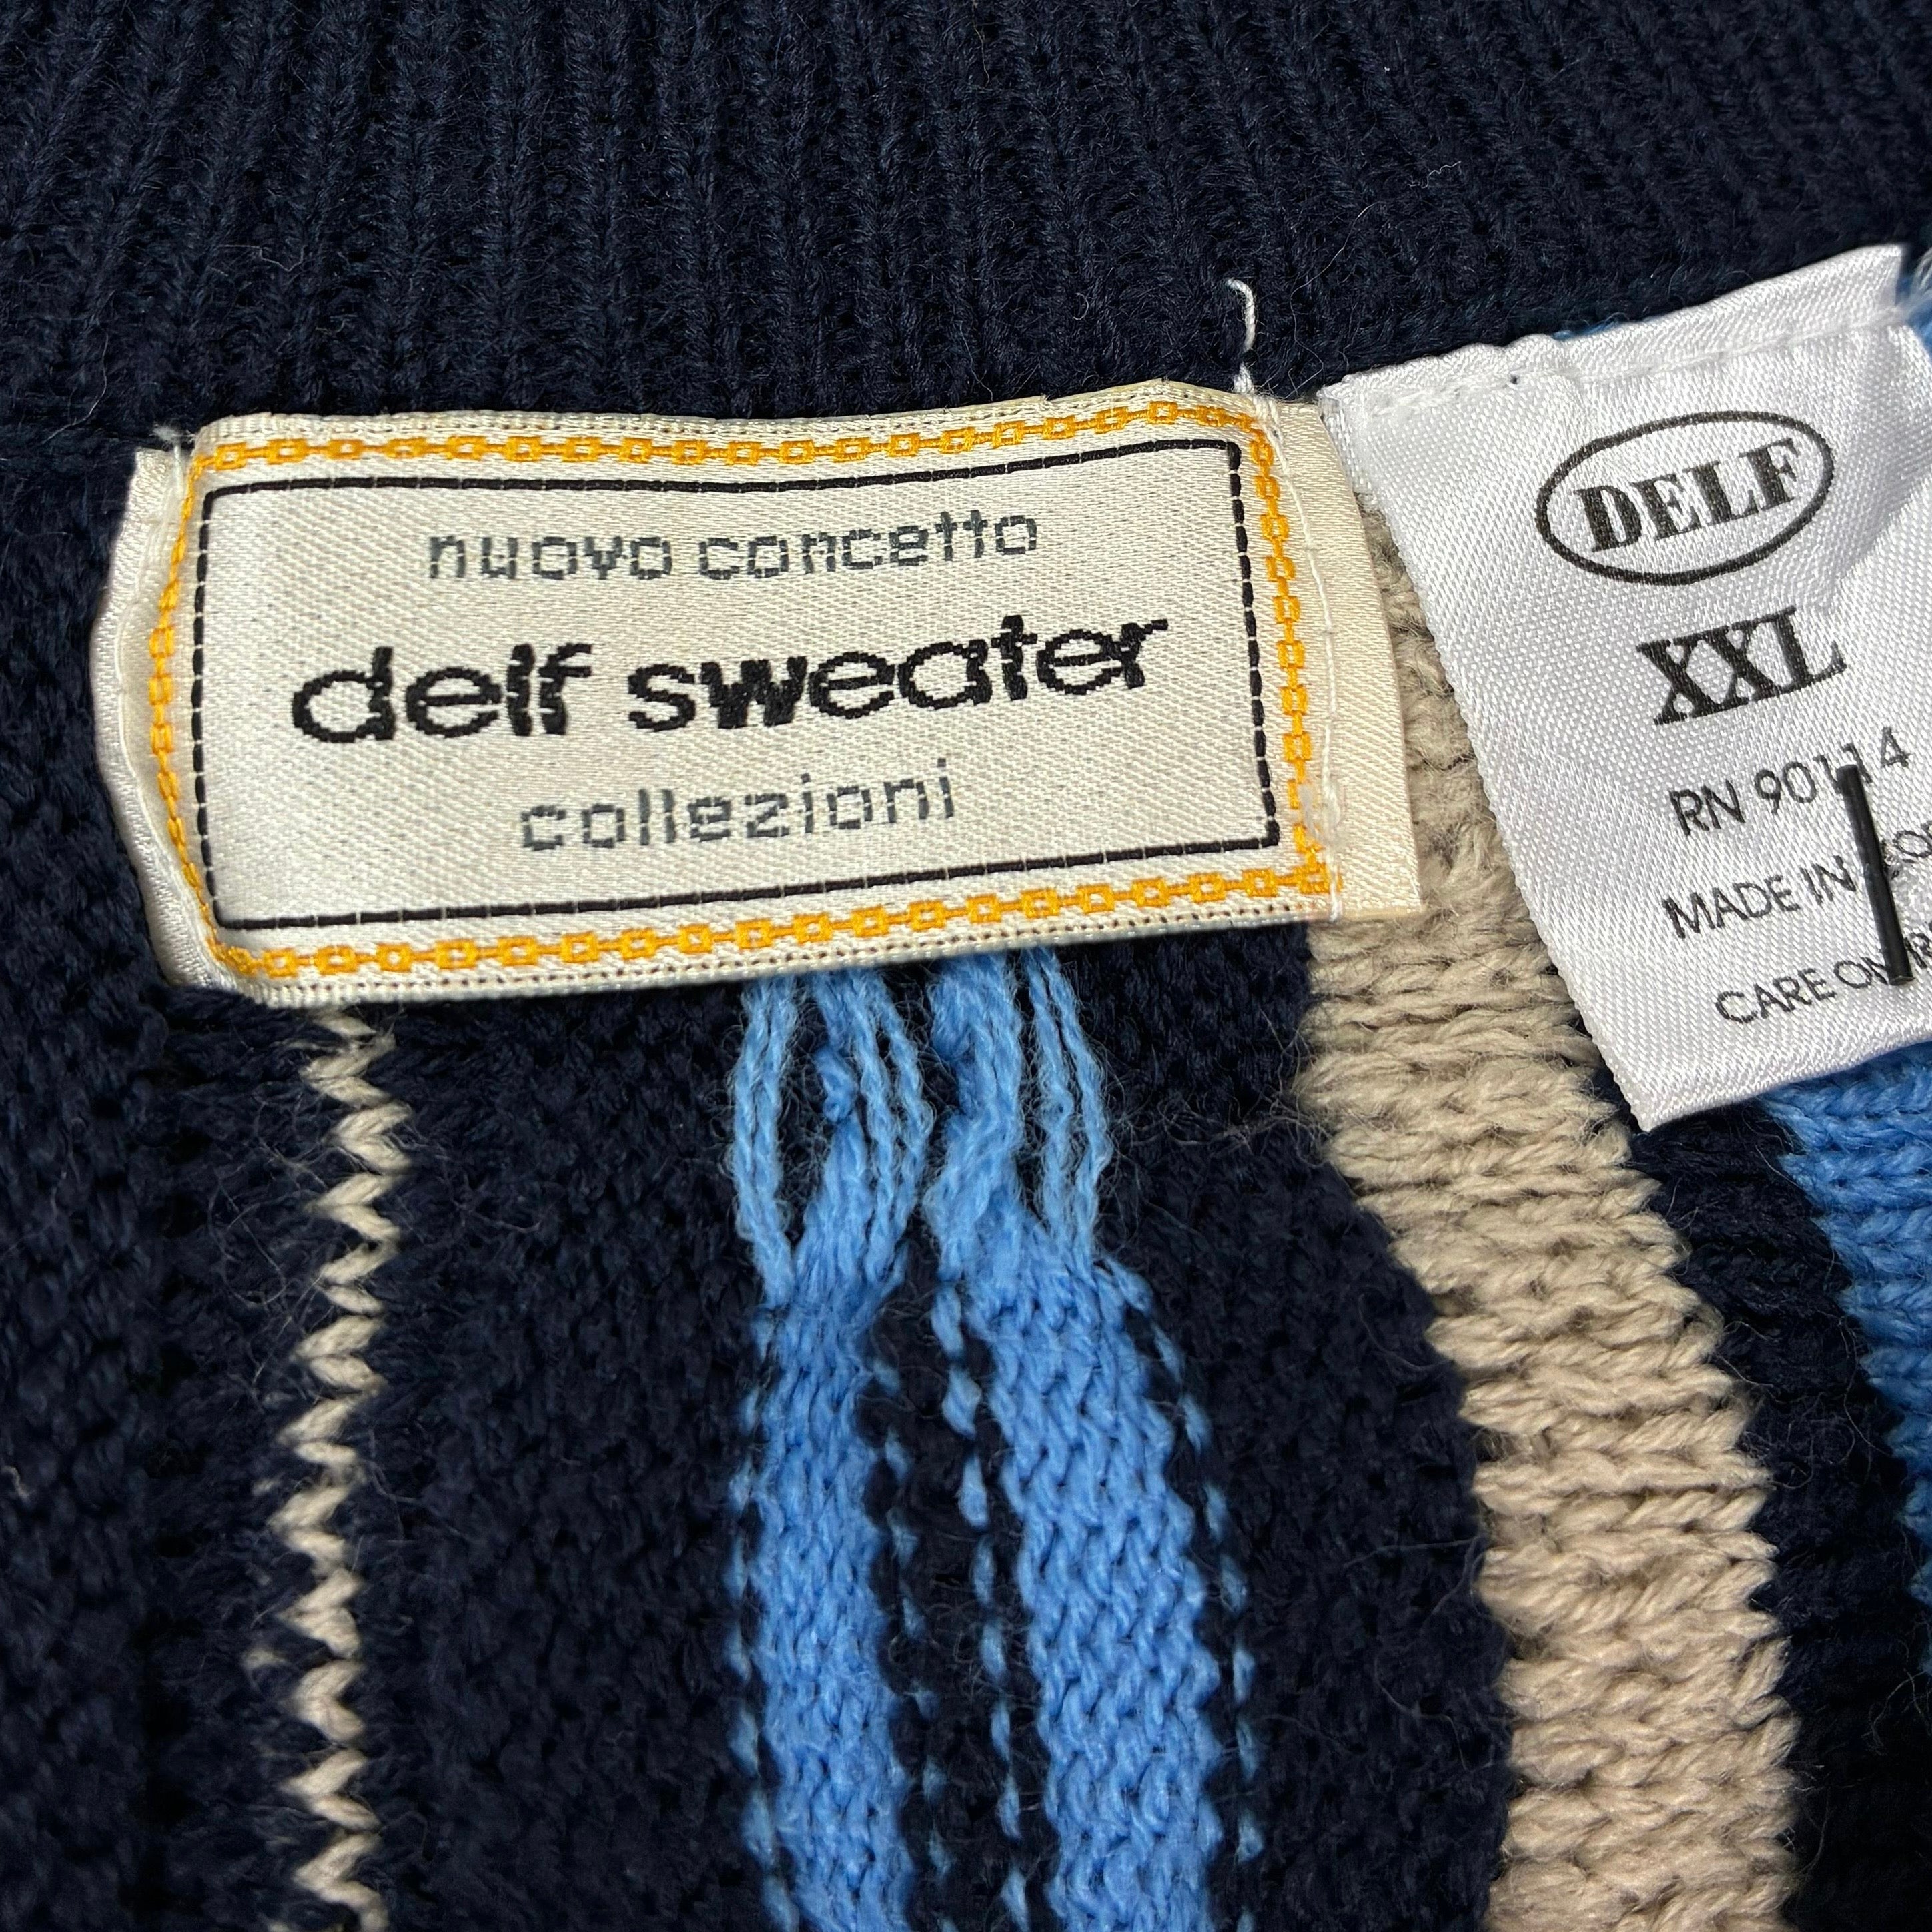 nuovo concetto
delf sweater
collezioni
DELF
XXL
RN 90114
MADE IN
CARE ON